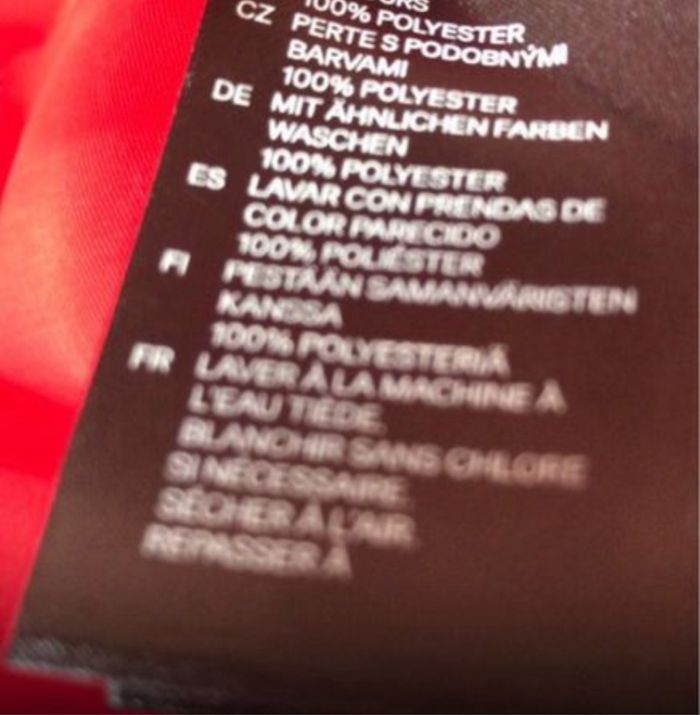 100% POLYESTER
CZ PERTE S PODOBNÝMI
BARVAMI
100% POLYESTER
DE MIT ÄHNLICHEN FARBEN
WASCHEN
100% POLYESTER
ES LAVAR CON PRENDAS DE
COLOR PARECIDO
100% POLIÉSTER
FI PESTÄÄN SAMANVÄRISTEN
KANSSA
100% POLYESTERIÄ
FR LAVER À LA MACHINE À
L'EAU TIÈDE.
BLANCHIR SANS CHLORE
SI NÉCESSAIRE.
SÉCHER À L'AIR.
REPASSER À